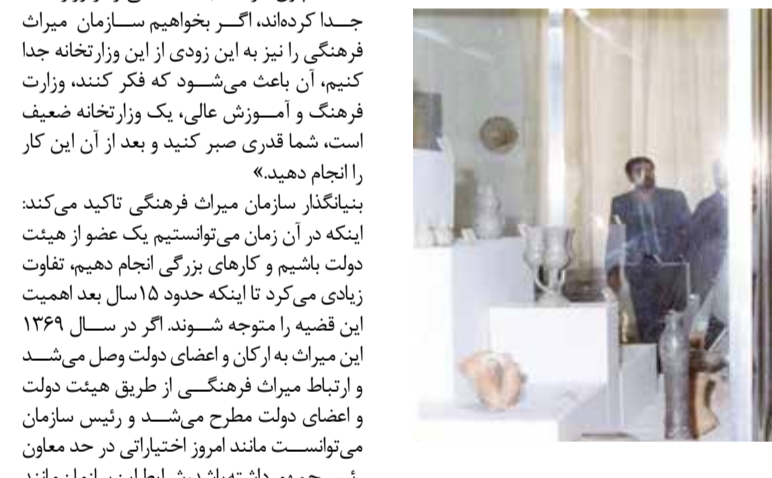 جدا کرده‌اند، اگر بخواهیم سازمان میراث
فرهنگی را نیز به این زودی از این وزارتخانه جدا
کنیم، آن باعث می‌شود که فکر کنند، وزارت
فرهنگ و آموزش عالی، یک وزارتخانه ضعیف
است، شما قدری صبر کنید و بعد از آن این کار
را انجام دهید.»
بنیانگذار سازمان میراث فرهنگی تاکید می‌کند:
اینکه در آن زمان می‌توانستیم یک عضو از هیئت
دولت باشیم و کارهای بزرگی انجام دهیم، تفاوت
زیادی می‌کرد تا اینکه حدود ۱۵سال بعد اهمیت
این قضیه را متوجه شوند. اگر در سال ۱۳۶۹
این میراث به ارکان و اعضای دولت وصل می‌شد
و ارتباط میراث فرهنگی از طریق هیئت دولت
و اعضای دولت مطرح می‌شد و رئیس سازمان
می‌توانست مانند امروز اختیاراتی در حد معاون